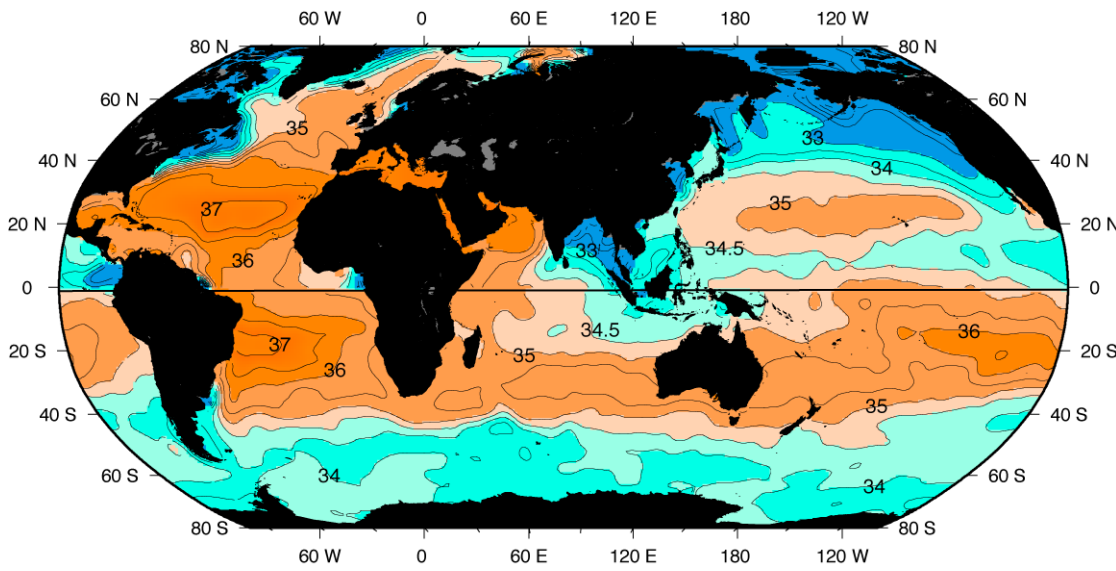 60 W 0 60 E 120 E 180 120 W
80 N 80 N
60 N 60 N
35 33
40 N 40 N
34
37 35
20 N 20 N
36 33 34.5
0 0
34.5 36
20 S 37 35 20 S
36
35
40 S 40 S
60 S 34 34 60 S
80 S 80 S
60 W 0 60 E 120 E 180 120 W